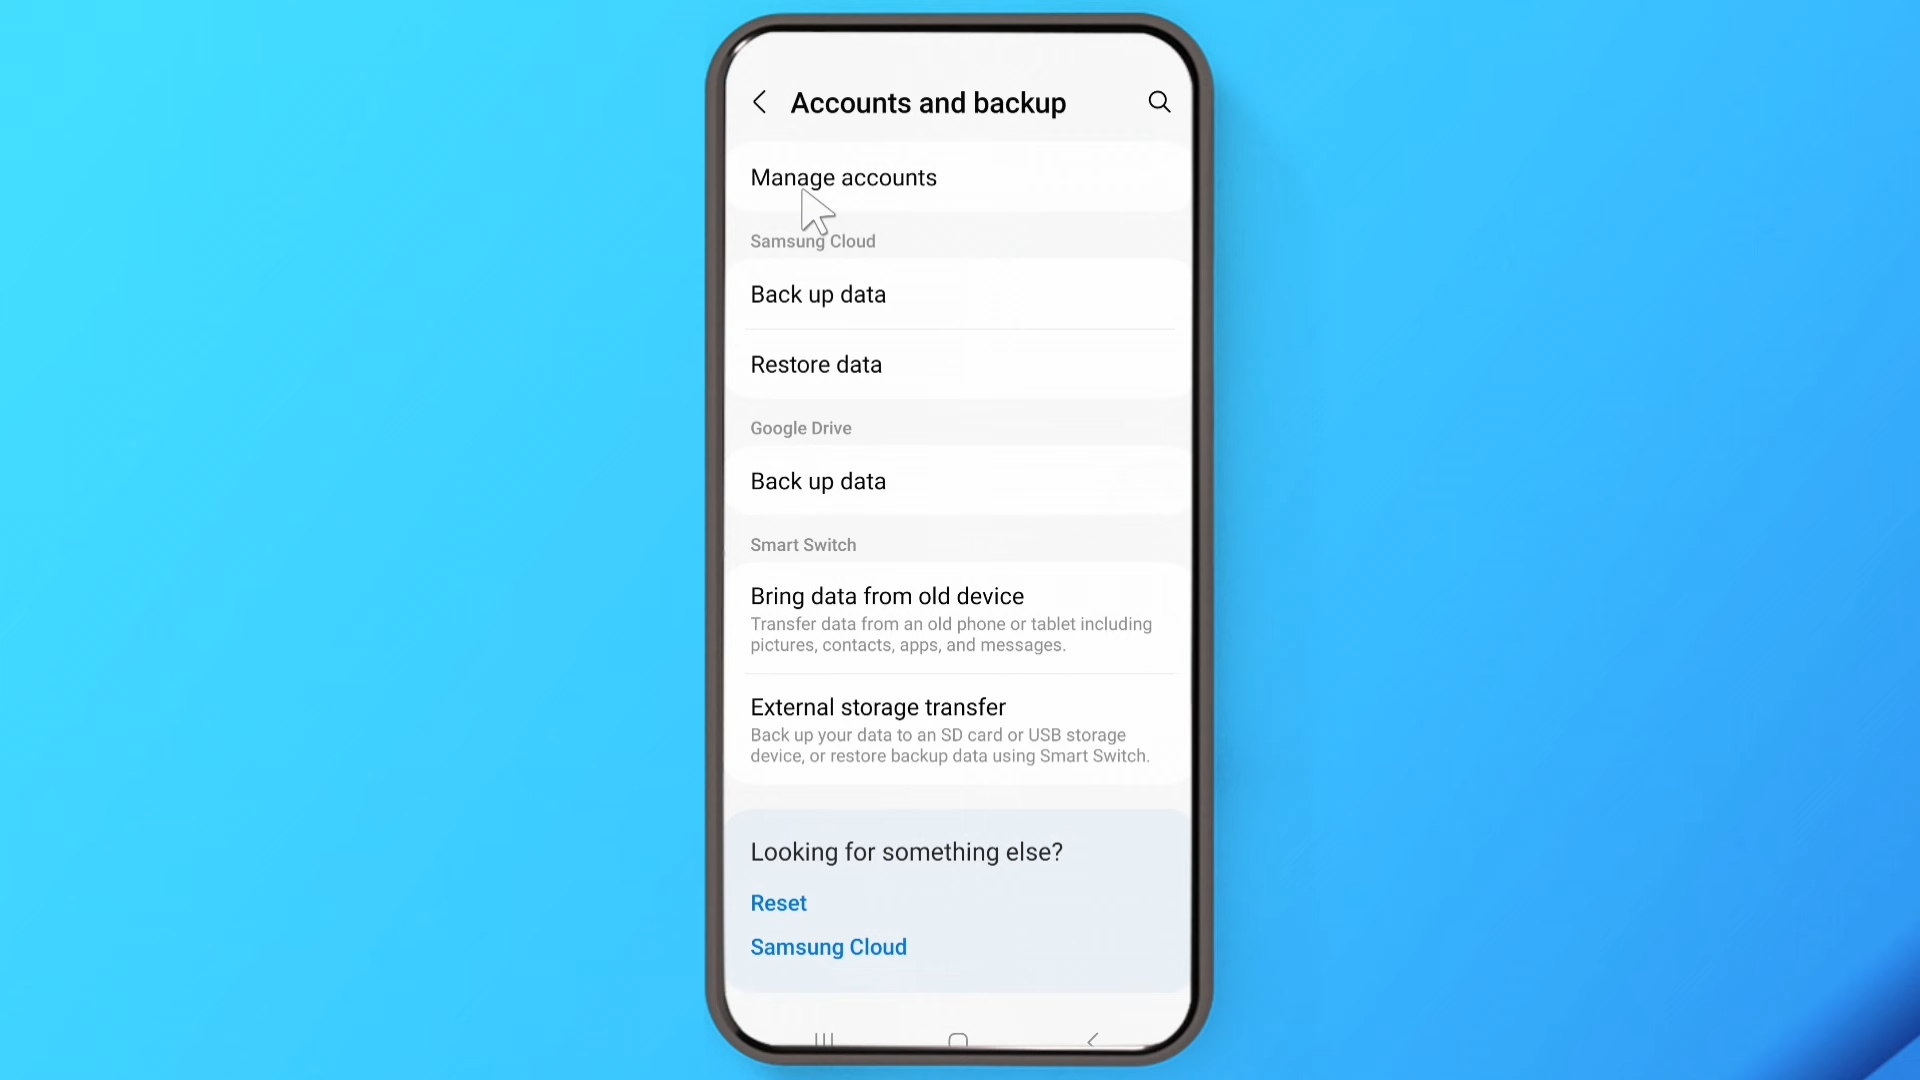 Accounts and backup
Manage accounts
Samsung Cloud
Back up data
Restore data
Google Drive
Back up data
Smart Switch
Bring data from old device
Transfer data from an old phone or tablet including
pictures, contacts, apps, and messages.
External storage transfer
Back up your data to an SD card or USB storage
device, or restore backup data using Smart Switch.
Looking for something else?
Reset
Samsung Cloud